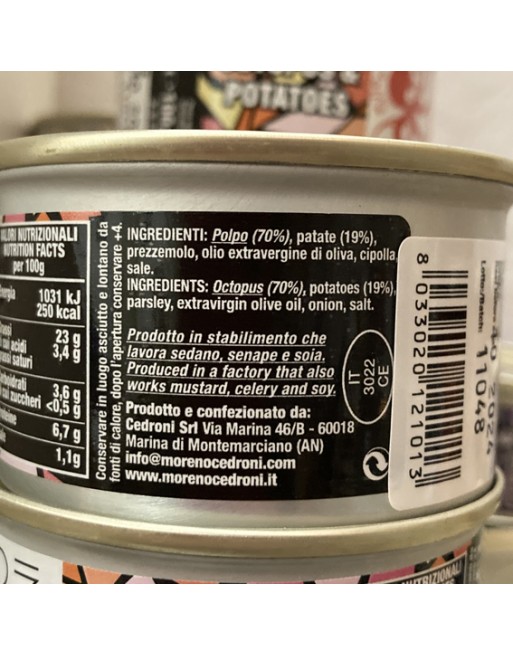 &
POTATOES
VALORI NUTRIZIONALI
NUTRITION FACTS
per 100g
1031 kJ
250 kcal
23 g
3,4 g
3,6 g
<0,5 g
6,7 g
1,1g
Conservare in luogo asciutto e lontano da
fonti di calore, dopo l'apertura conservare +4.
INGREDIENTI: Polpo (70%), patate (19%),
prezzemolo, olio extravergine di oliva, cipolla,
sale.
INGREDIENTS: Octopus (70%), potatoes (19%),
parsley, extravirgin olive oil, onion, salt.
Prodotto in stabilimento che
lavora sedano, senape e soia.
Produced in a factory that also
works mustard, celery and soy.
IT
3022
CE
Prodotto e confezionato da:
Cedroni Srl Via Marina 46/B - 60018
Marina di Montemarciano (AN)
info@morenocedroni.com
www.morenocedroni.it
8 033020 121013
Lotto/Batch:
11048
2024
NUTRIZIONALI